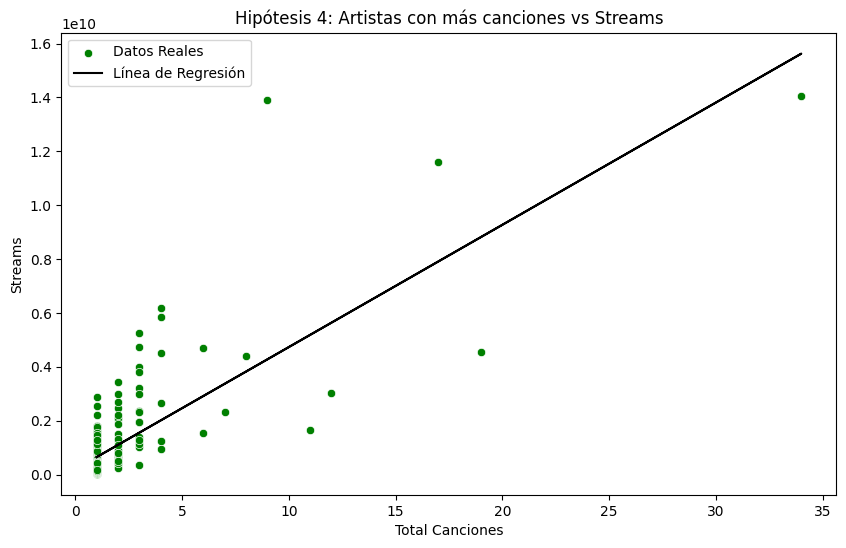 Hipótesis 4: Artistas con más canciones vs Streams
1e10
Datos Reales
Línea de Regresión
1.6
1.4
1.2
1.0
0.8
0.6
0.4
0.2
0.0
Streams
0 5 10 15 20 25 30 35
Total Canciones